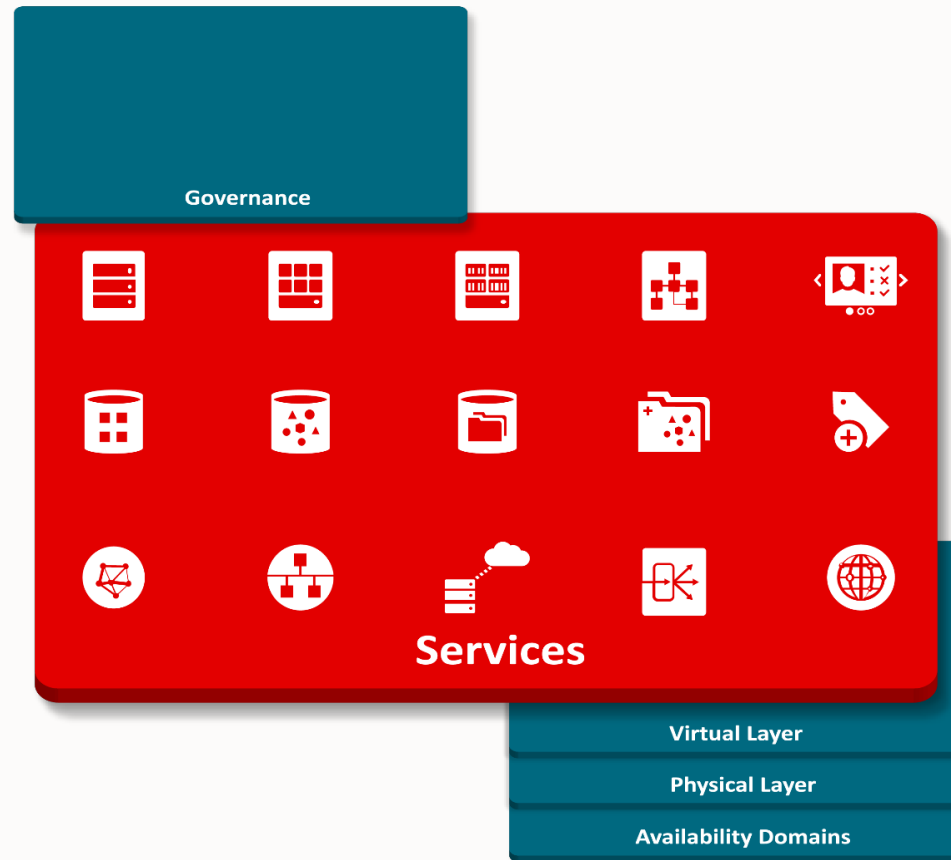 Governance
Services
Virtual Layer
Physical Layer
Availability Domains